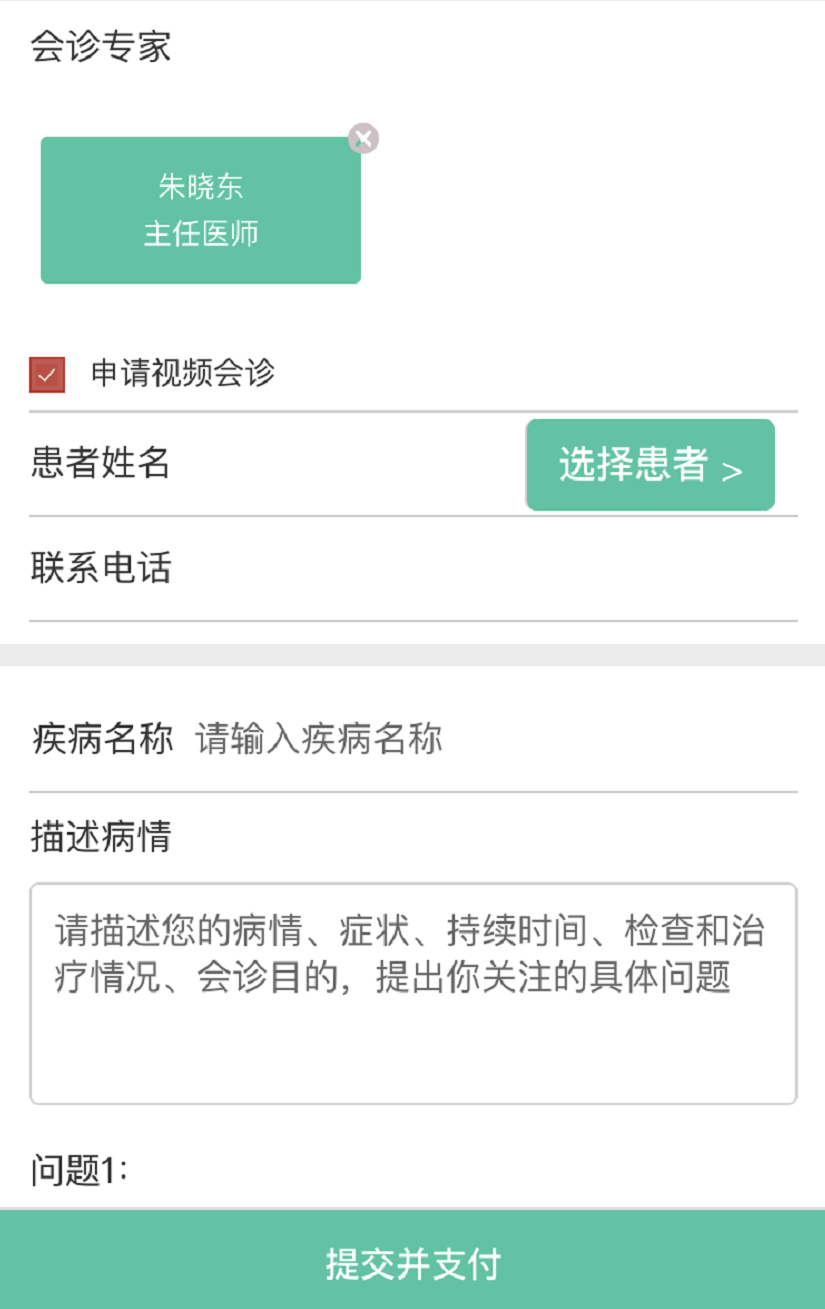 会诊专家
朱晓东
主任医师
申请视频会诊
患者姓名
选择患者 >
联系电话
疾病名称 请输入疾病名称
描述病情
请描述您的病情、症状、持续时间、检查和治
疗情况、会诊目的，提出你关注的具体问题
问题1:
提交并支付